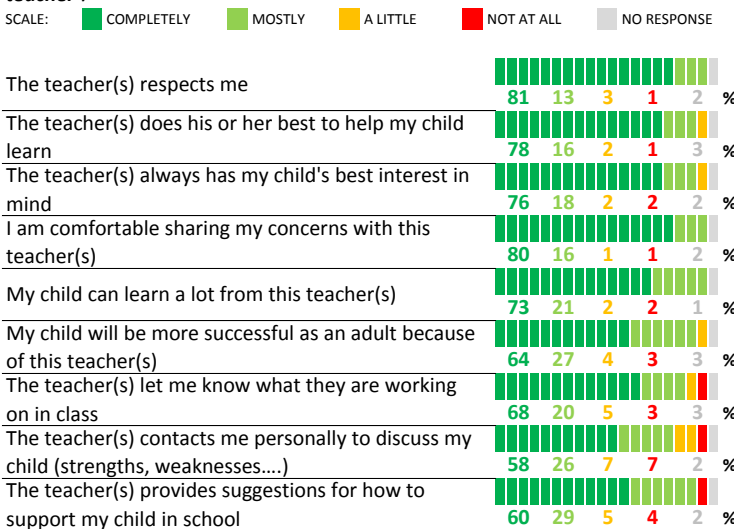 teacher?
SCALE: COMPLETELY MOSTLY A LITTLE NOT AT ALL NO RESPONSE
The teacher(s) respects me
81 13 3 1 2 %
The teacher(s) does his or her best to help my child
learn
78 16 2 1 3 %
The teacher(s) always has my child's best interest in
mind
76 18 2 2 2 %
I am comfortable sharing my concerns with this
teacher(s)
80 16 1 1 2 %
My child can learn a lot from this teacher(s)
73 21 2 2 1 %
My child will be more successful as an adult because
of this teacher(s)
64 27 4 3 3 %
The teacher(s) let me know what they are working
on in class
68 20 5 3 3 %
The teacher(s) contacts me personally to discuss my
child (strengths, weaknesses....)
58 26 7 7 2 %
The teacher(s) provides suggestions for how to
support my child in school
60 29 5 4 2 %